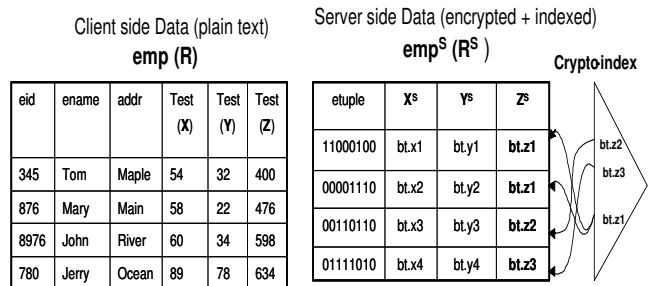 Client side Data (plain text)
emp (R)
Server side Data (encrypted + indexed)
emp^S (R^S )
Crypto-index
eid ename addr Test (X) Test (Y) Test (Z)
345 Tom Maple 54 32 400
876 Mary Main 58 22 476
8976 John River 60 34 598
780 Jerry Ocean 89 78 634
etuple X^S Y^S Z^S
11000100 bt.x1 bt.y1 bt.z1
00001110 bt.x2 bt.y2 bt.z1
00110110 bt.x3 bt.y3 bt.z2
01111010 bt.x4 bt.y4 bt.z3
bt.z2
bt.z3
bt.z1